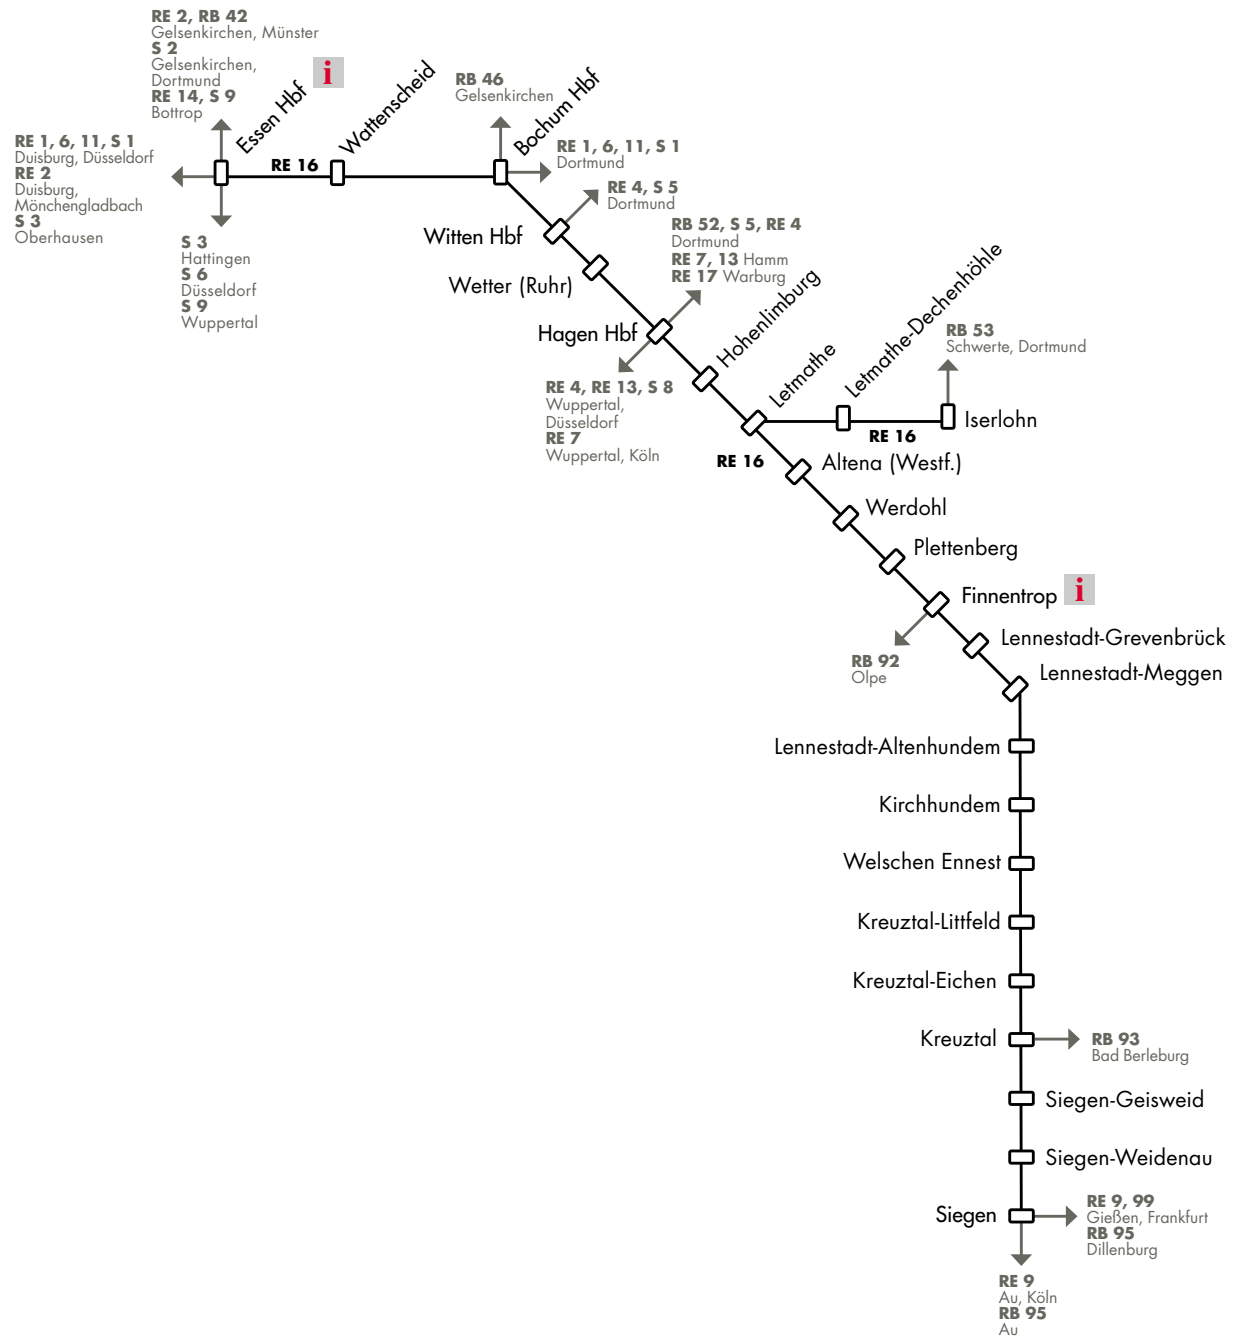 RE 2, RB 42
Gelsenkirchen, Münster
S 2
Gelsenkirchen,
Dortmund
RE 14, S 9
Bottrop
Essen Hbf
i
Wattenscheid
RB 46
Gelsenkirchen
Bochum Hbf
RE 1, 6, 11, S 1
Duisburg, Düsseldorf
RE 2
Duisburg,
Mönchengladbach
S 3
Oberhausen
RE 16
RE 1, 6, 11, S 1
Dortmund
S 3
Hattingen
S 6
Düsseldorf
S 9
Wuppertal
RE 4, S 5
Dortmund
Witten Hbf
Wetter (Ruhr)
RB 52, S 5, RE 4
Dortmund
RE 7, 13 Hamm
RE 17 Warburg
Hagen Hbf
RE 4, RE 13, S 8
Wuppertal,
Düsseldorf
RE 7
Wuppertal, Köln
Hohenlimburg
Letmathe
Letmathe-Dechenhöhle
RB 53
Schwerte, Dortmund
Iserlohn
RE 16
RE 16
Altena (Westf.)
Werdohl
Plettenberg
Finnentrop
i
RB 92
Olpe
Lennestadt-Grevenbrück
Lennestadt-Meggen
Lennestadt-Altenhundem
Kirchhundem
Welschen Ennest
Kreuztal-Littfeld
Kreuztal-Eichen
Kreuztal
RB 93
Bad Berleburg
Siegen-Geisweid
Siegen-Weidenau
Siegen
RE 9, 99
Gießen, Frankfurt
RB 95
Dillenburg
RE 9
Au, Köln
RB 95
Au